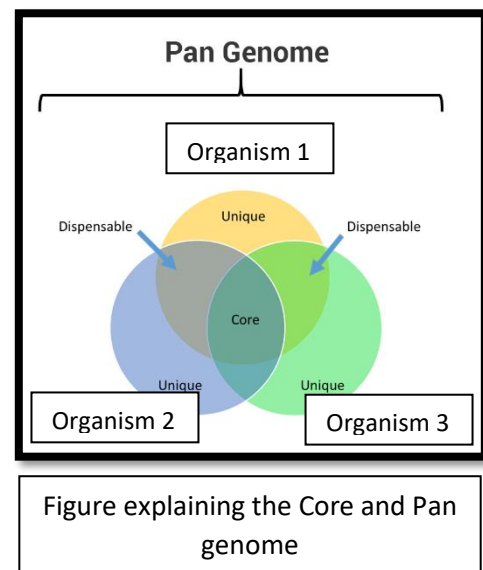 Pan Genome
Organism 1
Unique
Dispensable
Dispensable
Core
Unique
Unique
Organism 2
Organism 3
Figure explaining the Core and Pan
genome